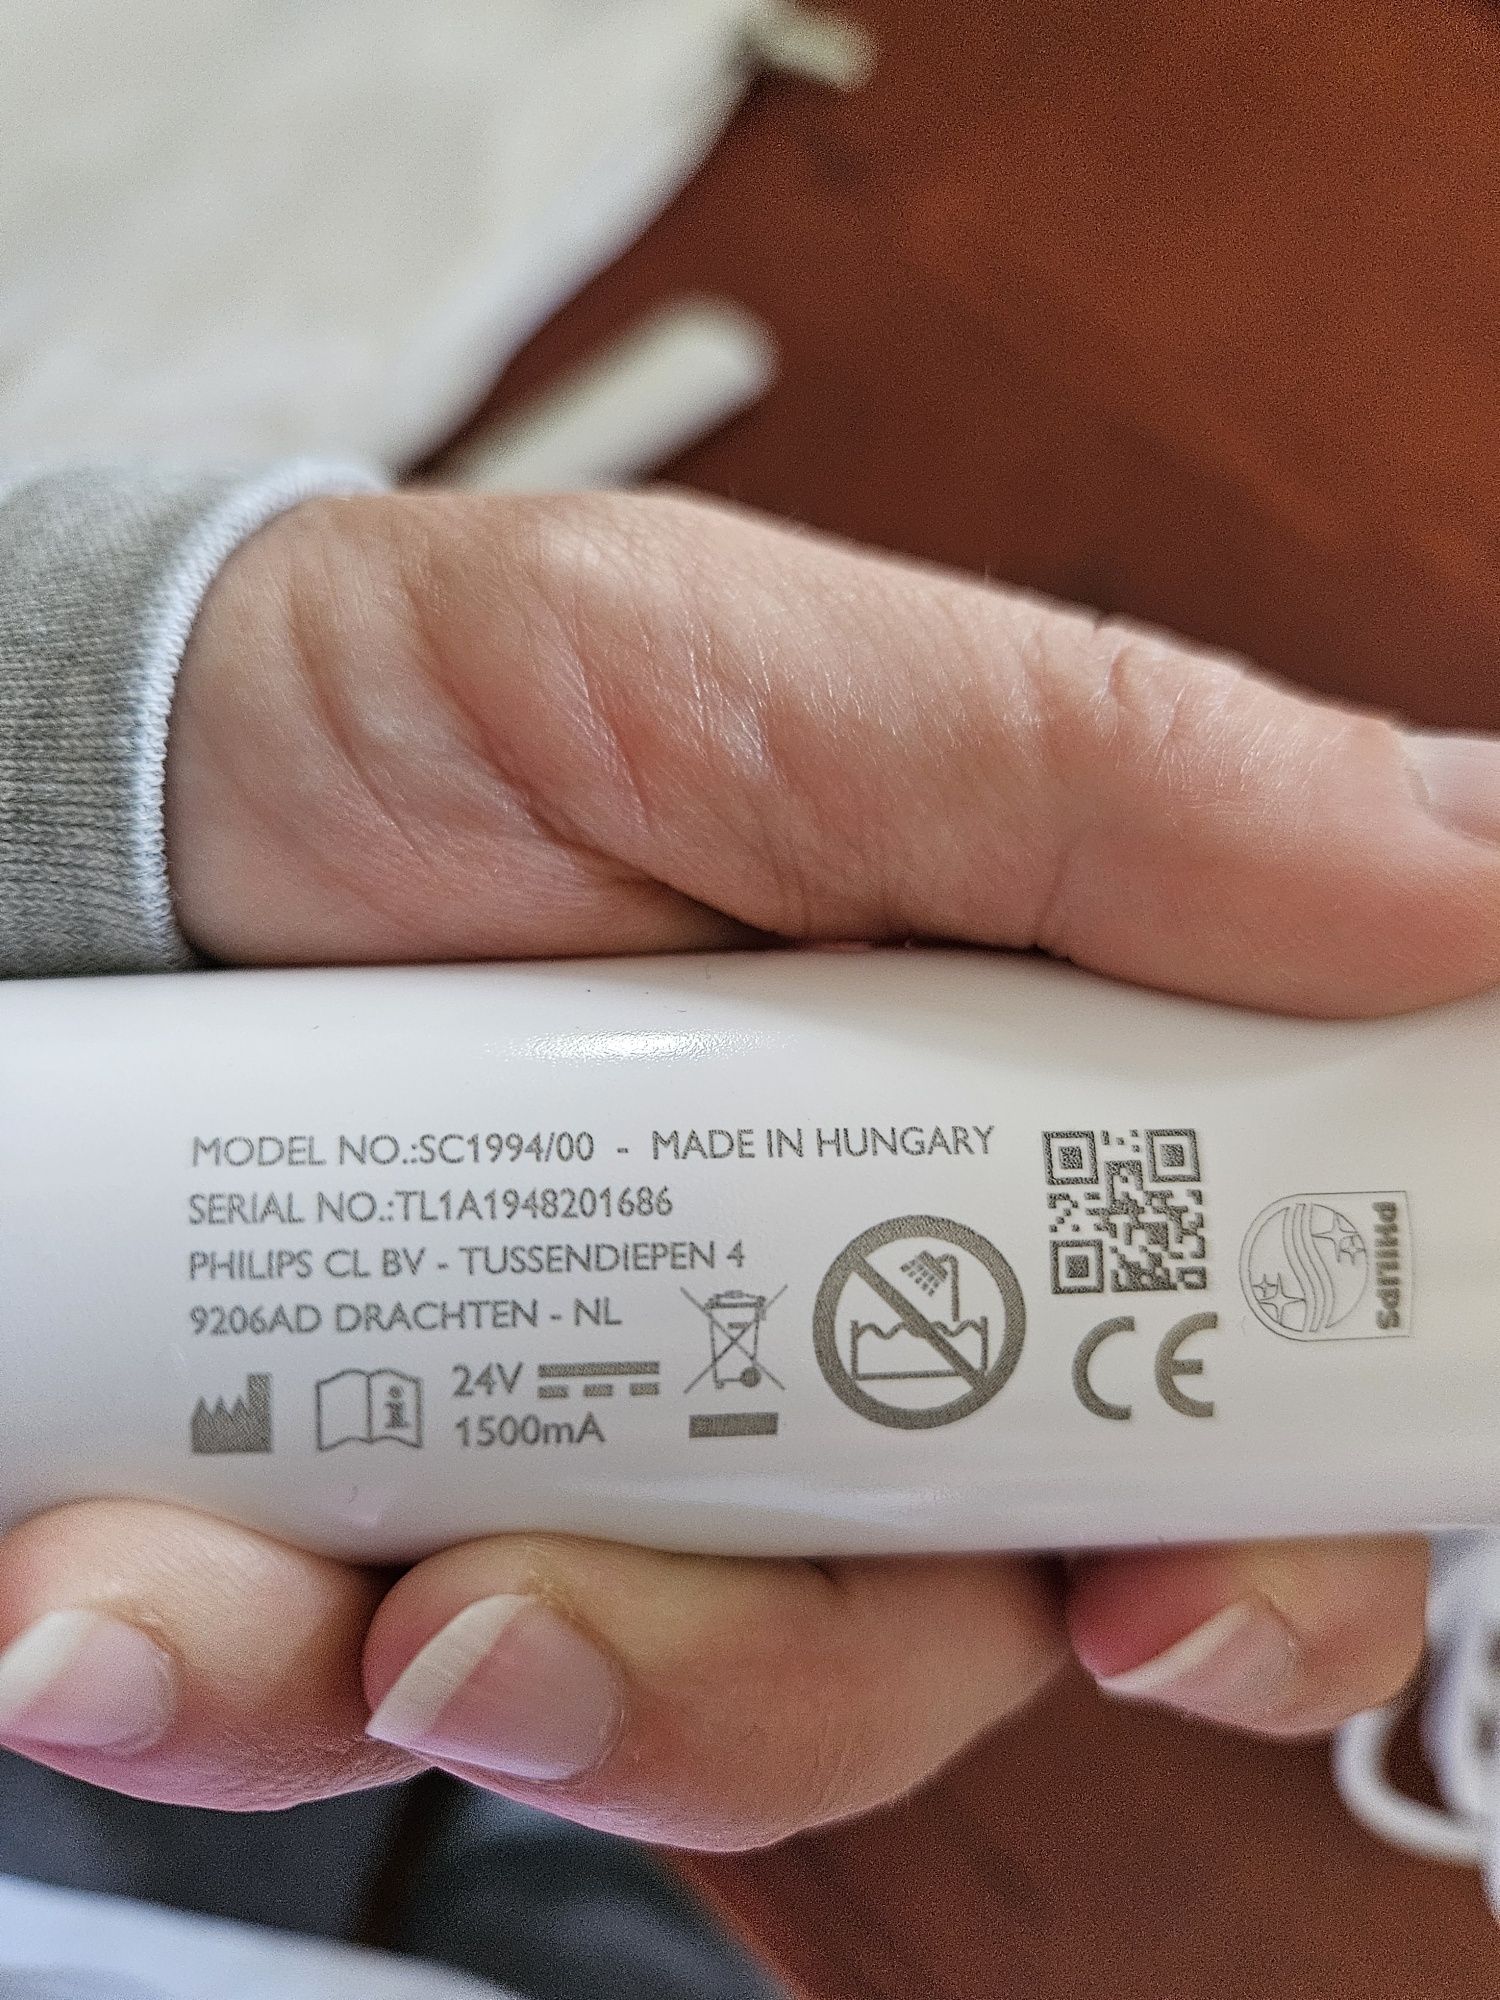 MODEL NO.:SC1994/00 - MADE IN HUNGARY
SERIAL NO.:TL1A1948201686
PHILIPS CL BV - TUSSENDIEPEN 4
9206AD DRACHTEN - NL
24V
1500mA
CE
PHILIPS